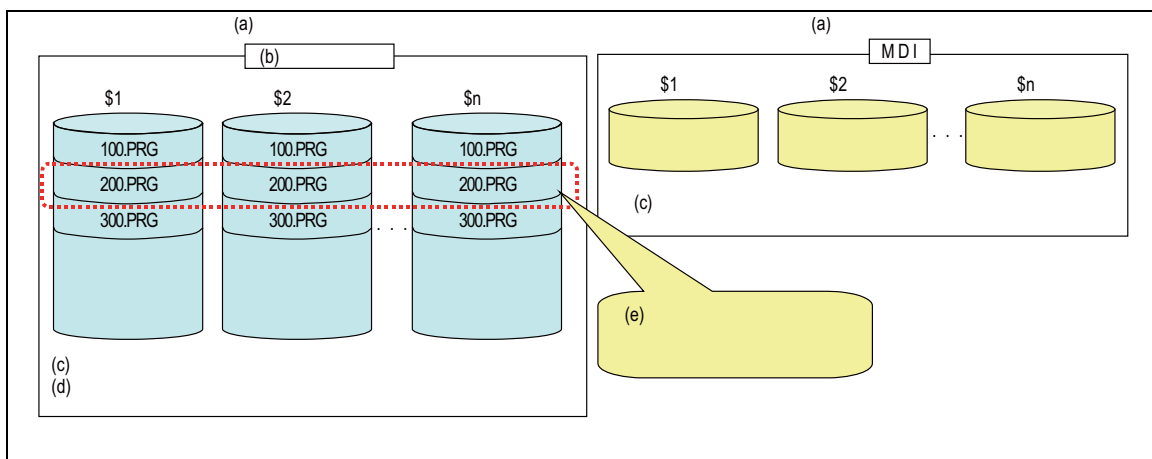 (a)
(b)
$1 $2 $n
100.PRG 100.PRG 100.PRG
200.PRG 200.PRG 200.PRG
300.PRG 300.PRG . . . 300.PRG
(c)
(d)
(a)
MDI
$1 $2 $n
. . .
(c)
(e)